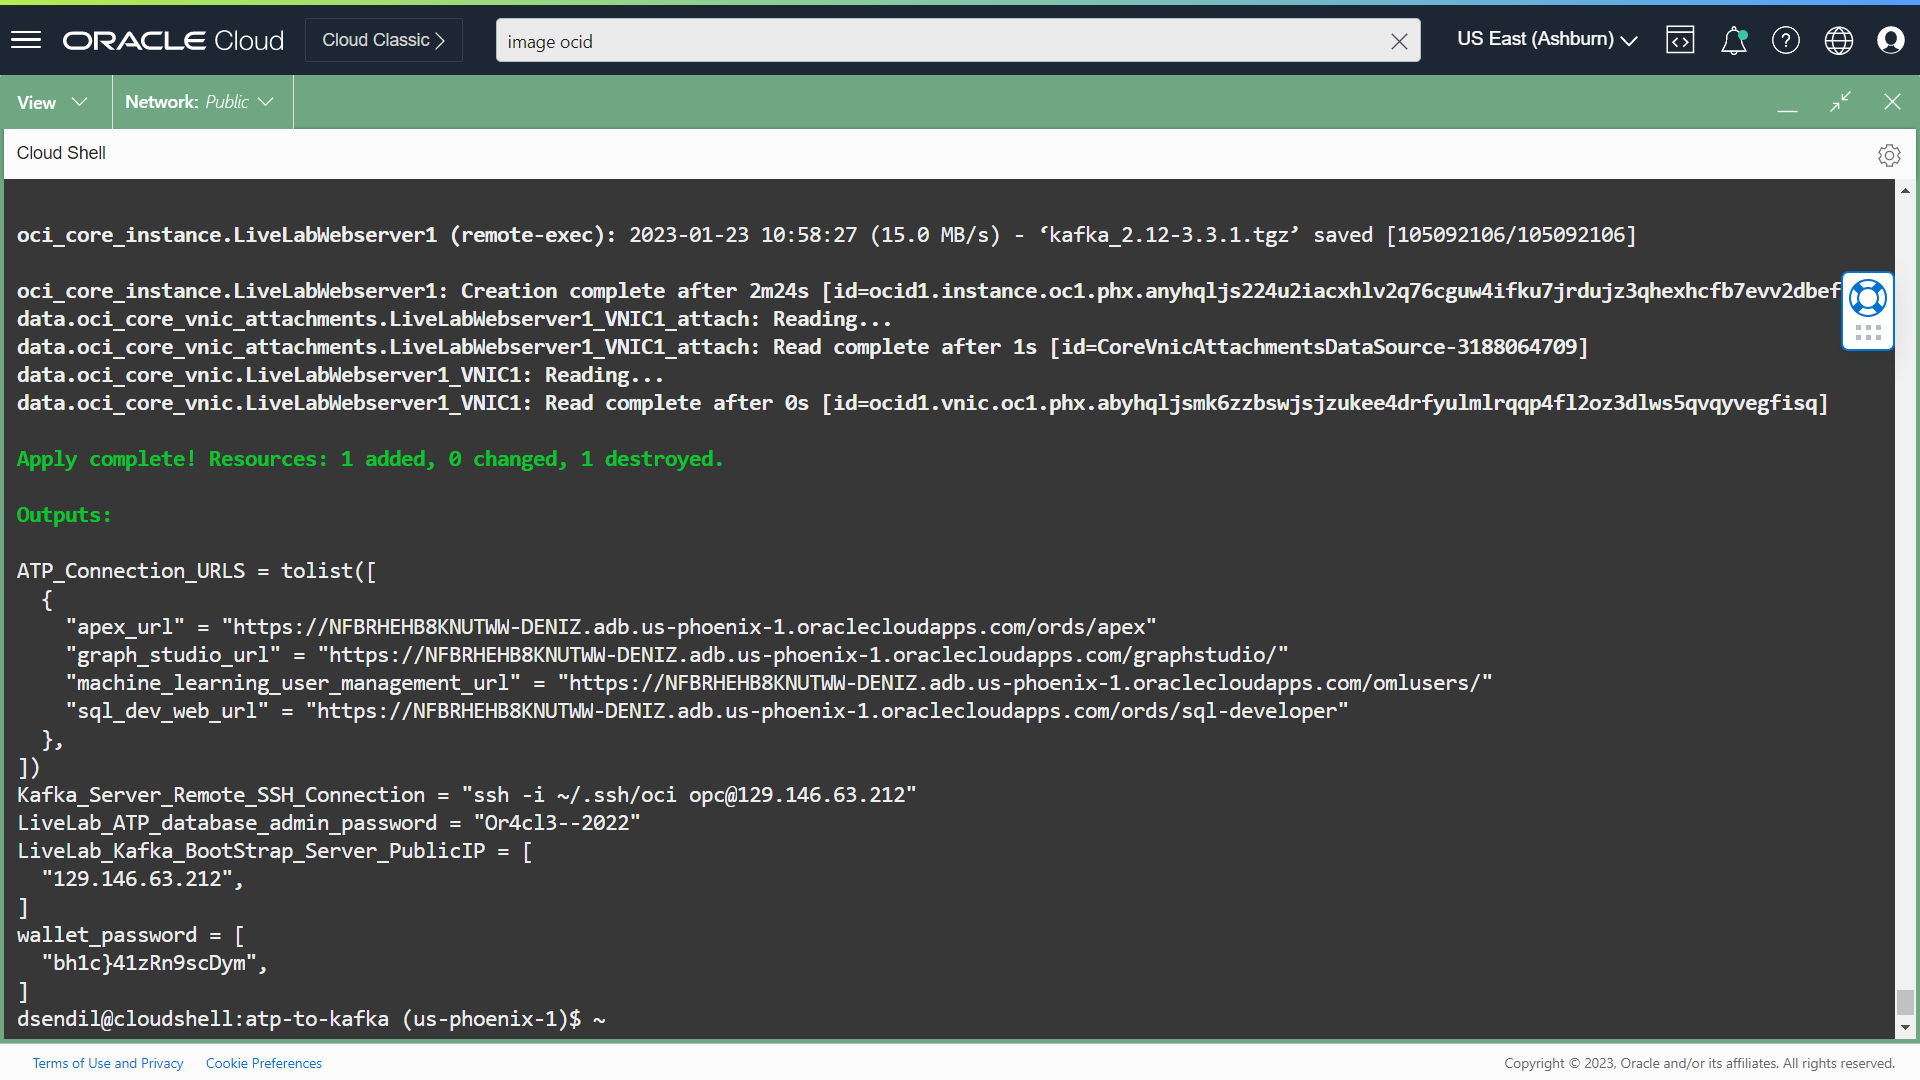 ORACLE Cloud
Cloud Classic
image ocid
US East (Ashburn)
View
Network: Public
Cloud Shell
oci_core_instance.LiveLabWebserver1 (remote-exec): 2023-01-23 10:58:27 (15.0 MB/s) - ‘kafka_2.12-3.3.1.tgz’ saved [105092106/105092106]
oci_core_instance.LiveLabWebserver1: Creation complete after 2m24s [id=ocid1.instance.oc1.phx.anyhqljs224u2iacxhlv2q76cguw4ifku7jrdujz3qhexhcfb7evv2dbef
data.oci_core_vnic_attachments.LiveLabWebserver1_VNIC1_attach: Reading...
data.oci_core_vnic_attachments.LiveLabWebserver1_VNIC1_attach: Read complete after 1s [id=CoreVnicAttachmentsDataSource-3188064709]
data.oci_core_vnic.LiveLabWebserver1_VNIC1: Reading...
data.oci_core_vnic.LiveLabWebserver1_VNIC1: Read complete after 0s [id=ocid1.vnic.oc1.phx.abyhqljsmk6zzbswjsjzukee4drfyulmlrqqp4fl2oz3dlws5qvqyvegfisq]
Apply complete! Resources: 1 added, 0 changed, 1 destroyed.
Outputs:
ATP_Connection_URLS = tolist([
  {
    "apex_url" = "https://NFBRHEHB8KNUTWW-DENIZ.adb.us-phoenix-1.oraclecloudapps.com/ords/apex"
    "graph_studio_url" = "https://NFBRHEHB8KNUTWW-DENIZ.adb.us-phoenix-1.oraclecloudapps.com/graphstudio/"
    "machine_learning_user_management_url" = "https://NFBRHEHB8KNUTWW-DENIZ.adb.us-phoenix-1.oraclecloudapps.com/omlusers/"
    "sql_dev_web_url" = "https://NFBRHEHB8KNUTWW-DENIZ.adb.us-phoenix-1.oraclecloudapps.com/ords/sql-developer"
  },
])
Kafka_Server_Remote_SSH_Connection = "ssh -i ~/.ssh/oci opc@129.146.63.212"
LiveLab_ATP_database_admin_password = "Or4cl3--2022"
LiveLab_Kafka_BootStrap_Server_PublicIP = [
  "129.146.63.212",
]
wallet_password = [
  "bh1c}41zRn9scDym",
]
dsendil@cloudshell:atp-to-kafka (us-phoenix-1)$ ~
Terms of Use and Privacy
Cookie Preferences
Copyright © 2023, Oracle and/or its affiliates. All rights reserved.